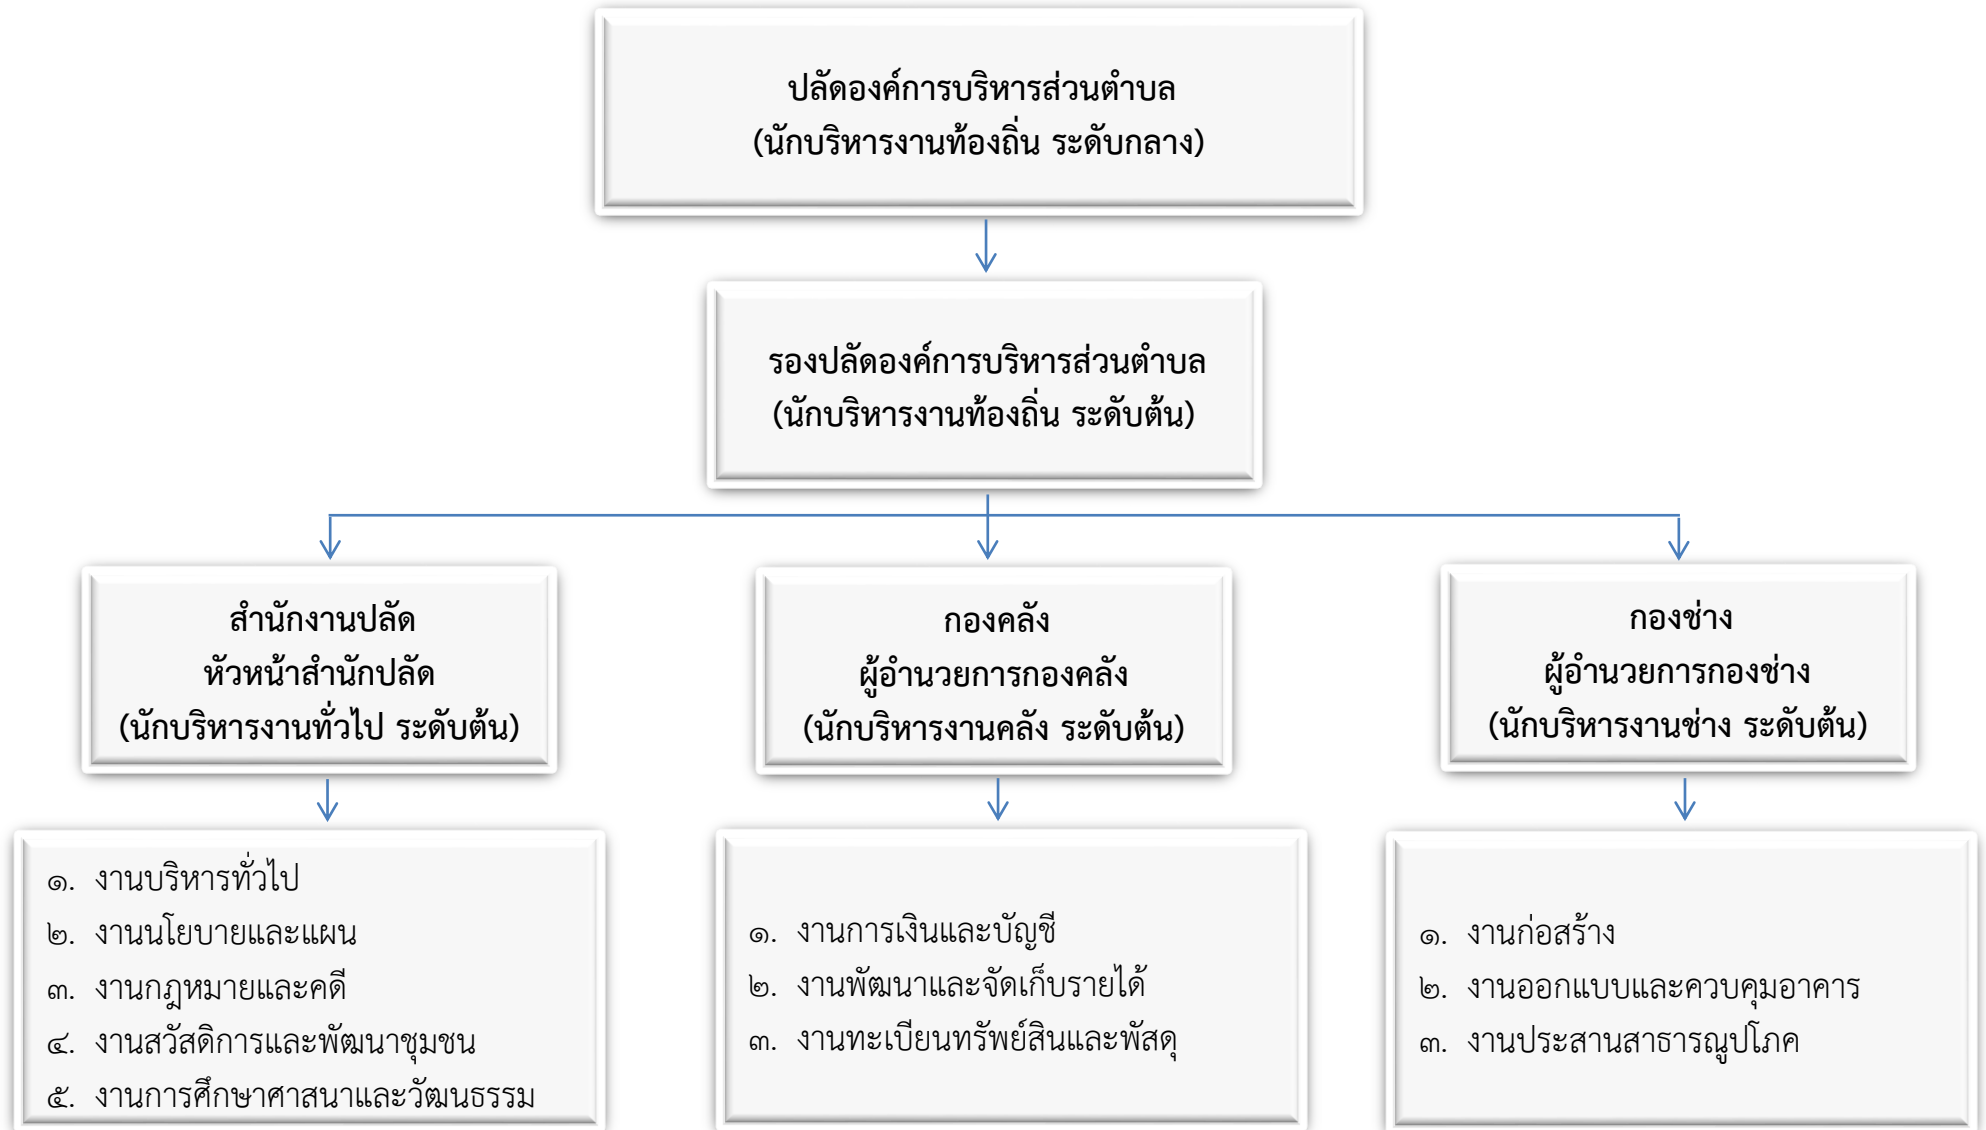 ปลัดองค์การบริหารส่วนตำบล
(นักบริหารงานท้องถิ่น ระดับกลาง)
รองปลัดองค์การบริหารส่วนตำบล
(นักบริหารงานท้องถิ่น ระดับต้น)
สำนักงานปลัด
หัวหน้าสำนักปลัด
(นักบริหารงานทั่วไป ระดับต้น)
กองคลัง
ผู้อำนวยการกองคลัง
(นักบริหารงานคลัง ระดับต้น)
กองช่าง
ผู้อำนวยการกองช่าง
(นักบริหารงานช่าง ระดับต้น)
๑. งานบริหารทั่วไป
๒. งานนโยบายและแผน
๓. งานกฎหมายและคดี
๔. งานสวัสดิการและพัฒนาชุมชน
๕. งานการศึกษาศาสนาและวัฒนธรรม
๑. งานการเงินและบัญชี
๒. งานพัฒนาและจัดเก็บรายได้
๓. งานทะเบียนทรัพย์สินและพัสดุ
๑. งานก่อสร้าง
๒. งานออกแบบและควบคุมอาคาร
๓. งานประสานสาธารณูปโภค